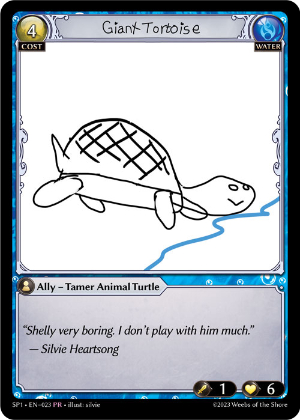 4
Giant Tortoise
COST
WATER
Ally – Tamer Animal Turtle
“Shelly very boring. I don’t play with him much.”
— Silvie Heartsong
1
6
SP1 • EN-023 PR • illust: silvie
©2023 Weebs of the Shore